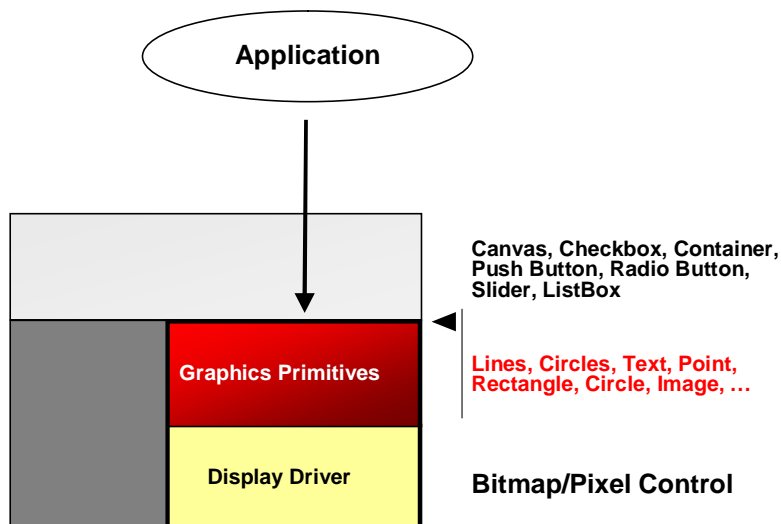 Application
Canvas, Checkbox, Container,
Push Button, Radio Button,
Slider, ListBox
Graphics Primitives
Lines, Circles, Text, Point,
Rectangle, Circle, Image, …
Display Driver
Bitmap/Pixel Control